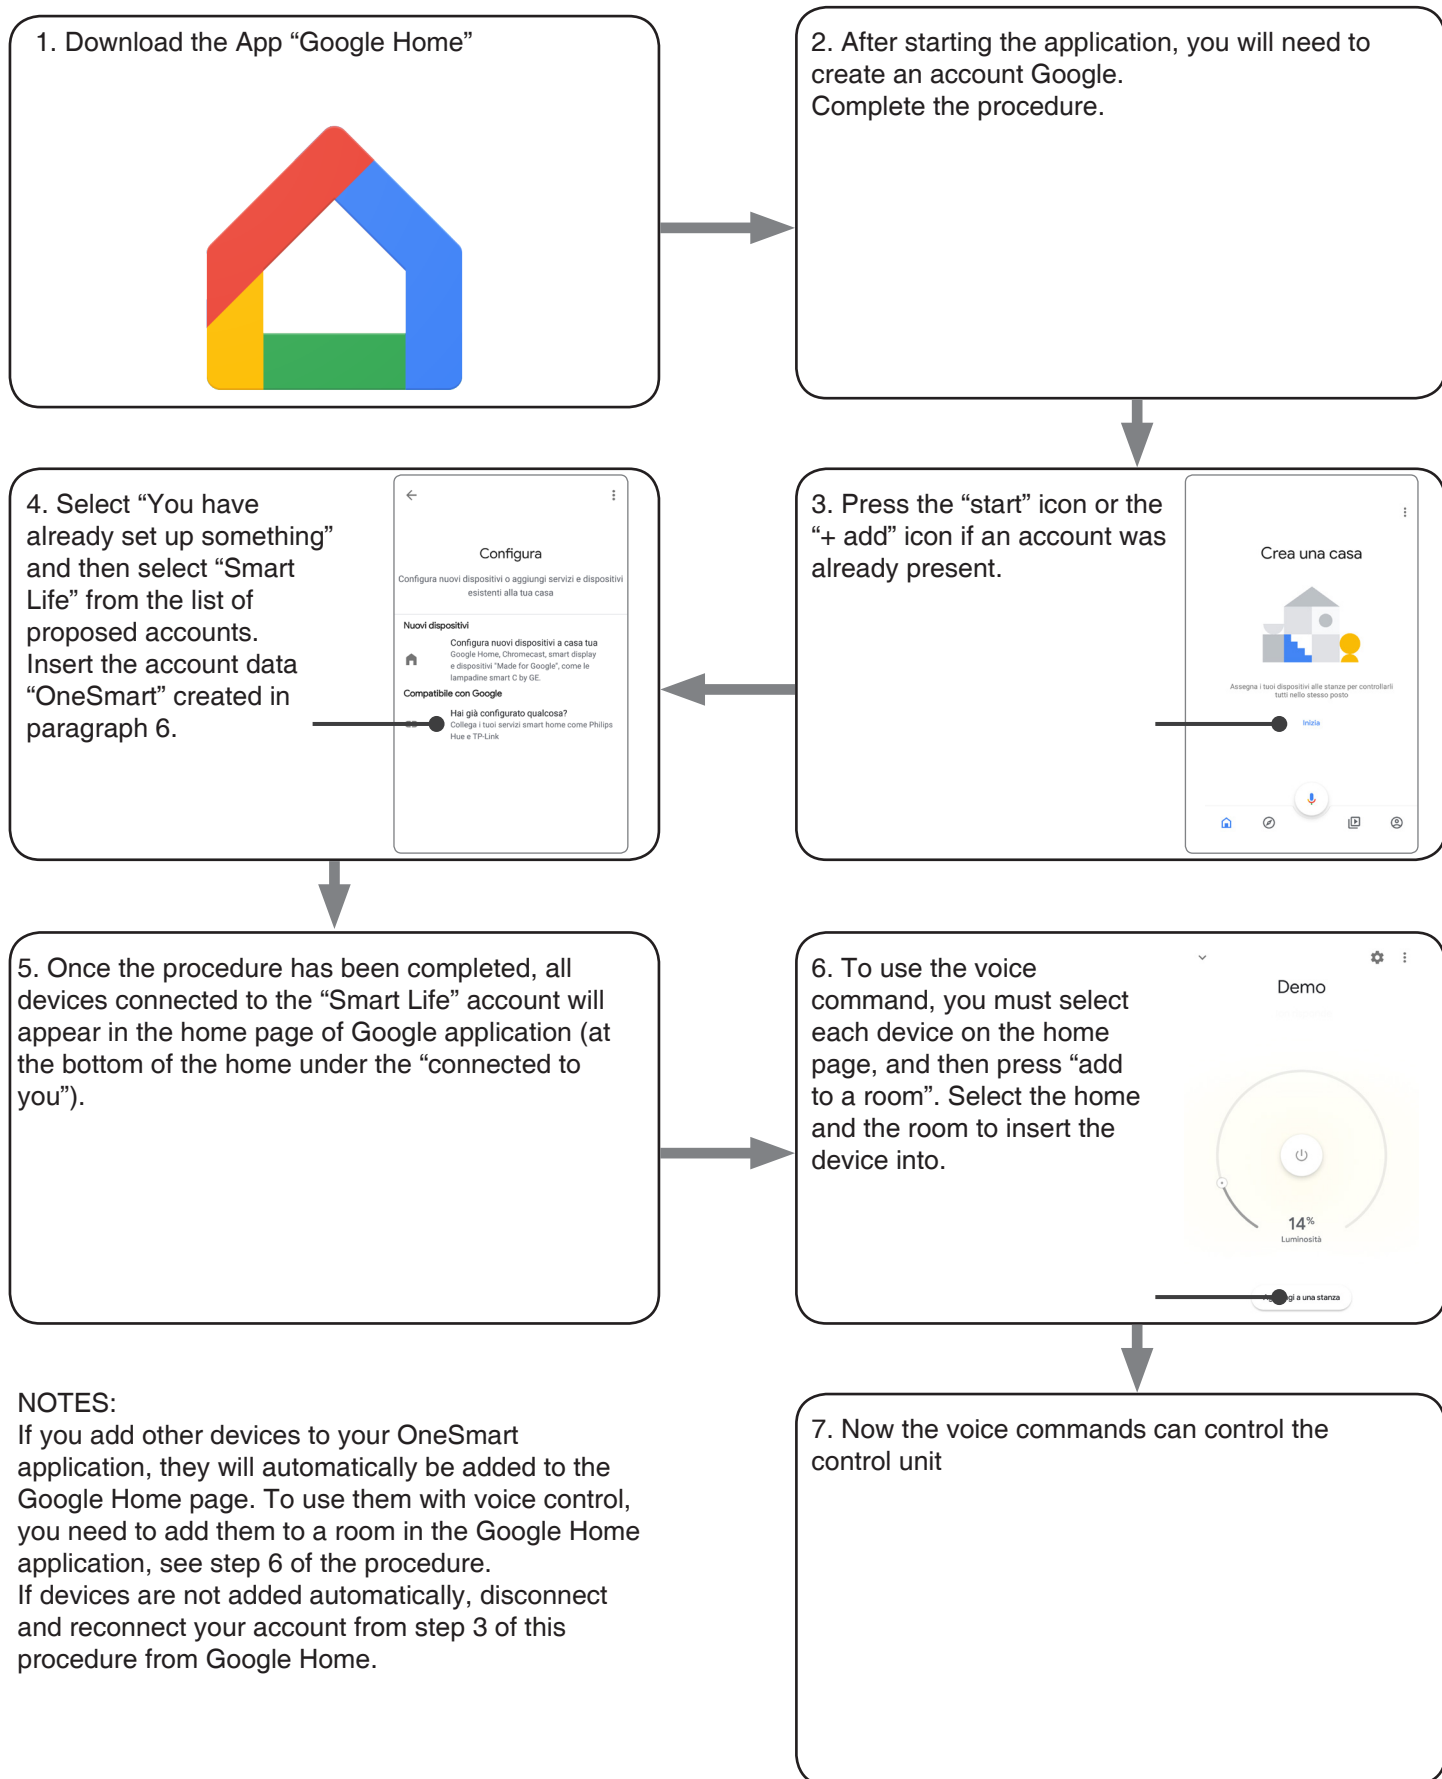 1. Download the App “Google Home”
2. After starting the application, you will need to
create an account Google.
Complete the procedure.
3. Press the “start” icon or the
“+ add” icon if an account was
already present.
Crea una casa
Assegna i tuoi dispositivi alle stanze per controllarli
tutti nello stesso posto
Inizia
4. Select “You have
already set up something”
and then select “Smart
Life” from the list of
proposed accounts.
Insert the account data
“OneSmart” created in
paragraph 6.
Configura
Configura nuovi dispositivi o aggiungi servizi e dispositivi
esistenti alla tua casa
Nuovi dispositivi
Configura nuovi dispositivi a casa tua
Google Home, Chromecast, smart display
e dispositivi "Made for Google", come le
lampadine smart C by GE.
Compatibile con Google
Hai già configurato qualcosa?
Collega i tuoi servizi smart home come Philips
Hue e TP-Link
5. Once the procedure has been completed, all
devices connected to the “Smart Life” account will
appear in the home page of Google application (at
the bottom of the home under the “connected to
you”).
6. To use the voice
command, you must select
each device on the home
page, and then press “add
to a room”. Select the home
and the room to insert the
device into.
Demo
14%
Luminosità
a una stanza
7. Now the voice commands can control the
control unit
NOTES:
If you add other devices to your OneSmart
application, they will automatically be added to the
Google Home page. To use them with voice control,
you need to add them to a room in the Google Home
application, see step 6 of the procedure.
If devices are not added automatically, disconnect
and reconnect your account from step 3 of this
procedure from Google Home.